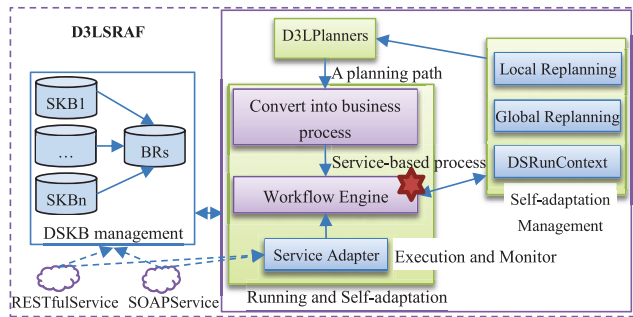 D3LSRAF
D3LPlanners
A planning path
Local Replanning
Global Replanning
DSRunContext
Self-adaptation
Management
SKB1
...
SKBn
BRs
DSKB management
Convert into business
process
Service-based process
Workflow Engine
Service Adapter
Execution and Monitor
Running and Self-adaptation
RESTfulService
SOAPService